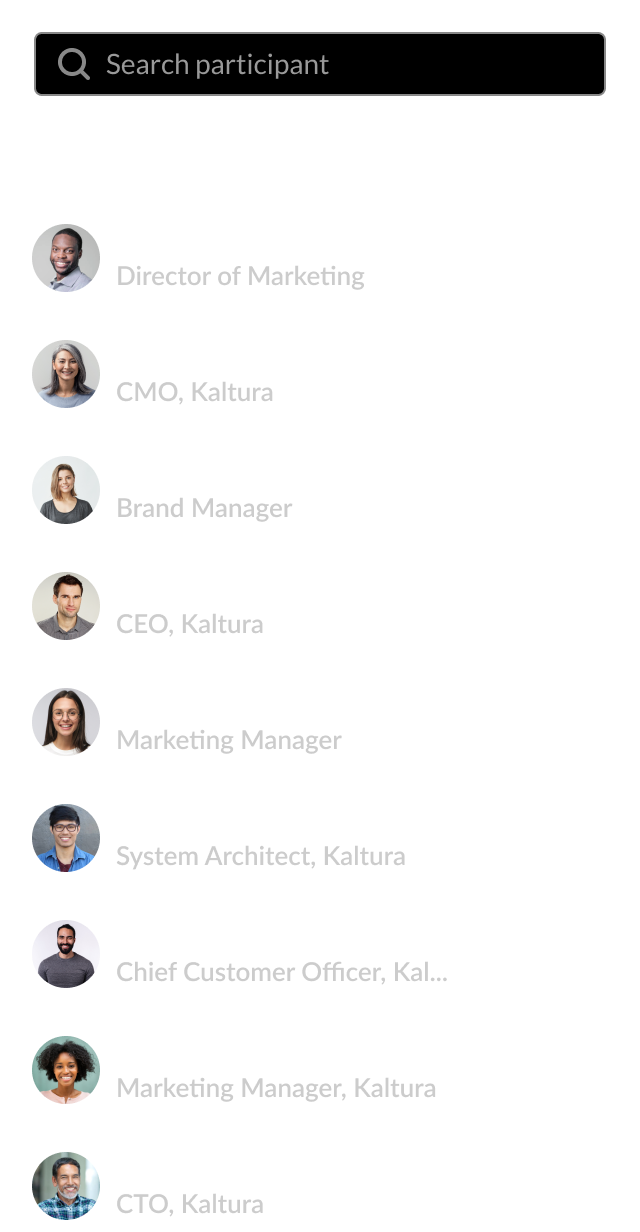 Search participant
Director of Marketing
CMO, Kaltura
Brand Manager
CEO, Kaltura
Marketing Manager
System Architect, Kaltura
Chief Customer Officer, Kal...
Marketing Manager, Kaltura
CTO, Kaltura